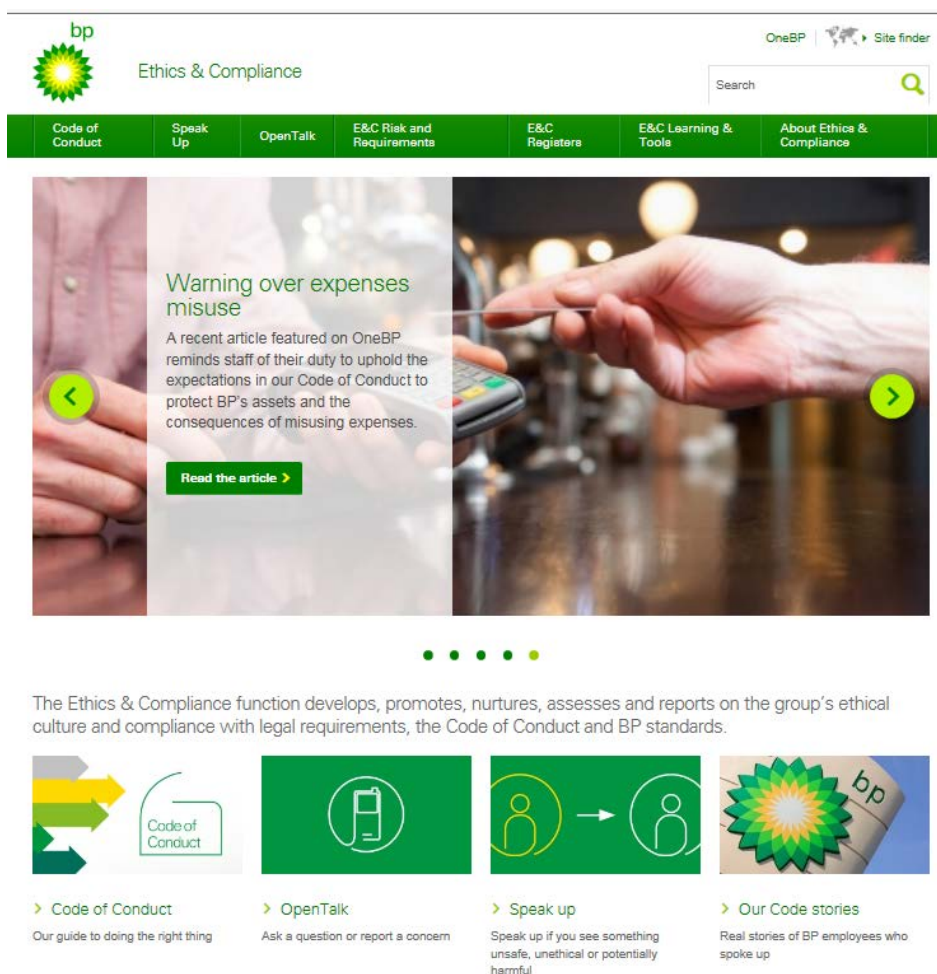 bp
OneBP
Site finder
Ethics & Compliance
Search
Code of Conduct
Speak Up
OpenTalk
E&C Risk and Requirements
E&C Registers
E&C Learning & Tools
About Ethics & Compliance
Warning over expenses
misuse
A recent article featured on OneBP
reminds staff of their duty to uphold the
expectations in our Code of Conduct to
protect BP's assets and the
consequences of misusing expenses.
Read the article
The Ethics & Compliance function develops, promotes, nurtures, assesses and reports on the group's ethical
culture and compliance with legal requirements, the Code of Conduct and BP standards.
Code of
Conduct
bp
Code of Conduct
Our guide to doing the right thing
OpenTalk
Ask a question or report a concern
Speak up
Speak up if you see something
unsafe, unethical or potentially
harmful
Our Code stories
Real stories of BP employees who
spoke up